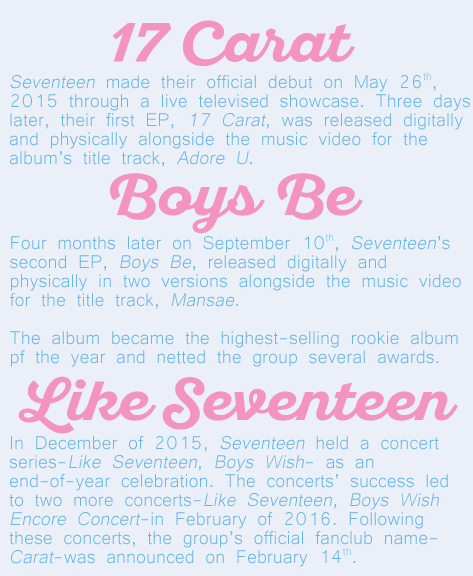 17 Carat
Seventeen made their official debut on May 26th,
2015 through a live televised showcase. Three days
later, their first EP, 17 Carat, was released digitally
and physically alongside the music video for the
album's title track, Adore U.
Boys Be
Four months later on September 10th, Seventeen's
second EP, Boys Be, released digitally and
physically in two versions alongside the music video
for the title track, Mansae.
The album became the highest-selling rookie album
pf the year and netted the group several awards.
Like Seventeen
In December of 2015, Seventeen held a concert
series-Like Seventeen, Boys Wish- as an
end-of-year celebration. The concerts' success led
to two more concerts-Like Seventeen, Boys Wish
Encore Concert-in February of 2016. Following
these concerts, the group's official fanclub name-
Carat-was announced on February 14th.